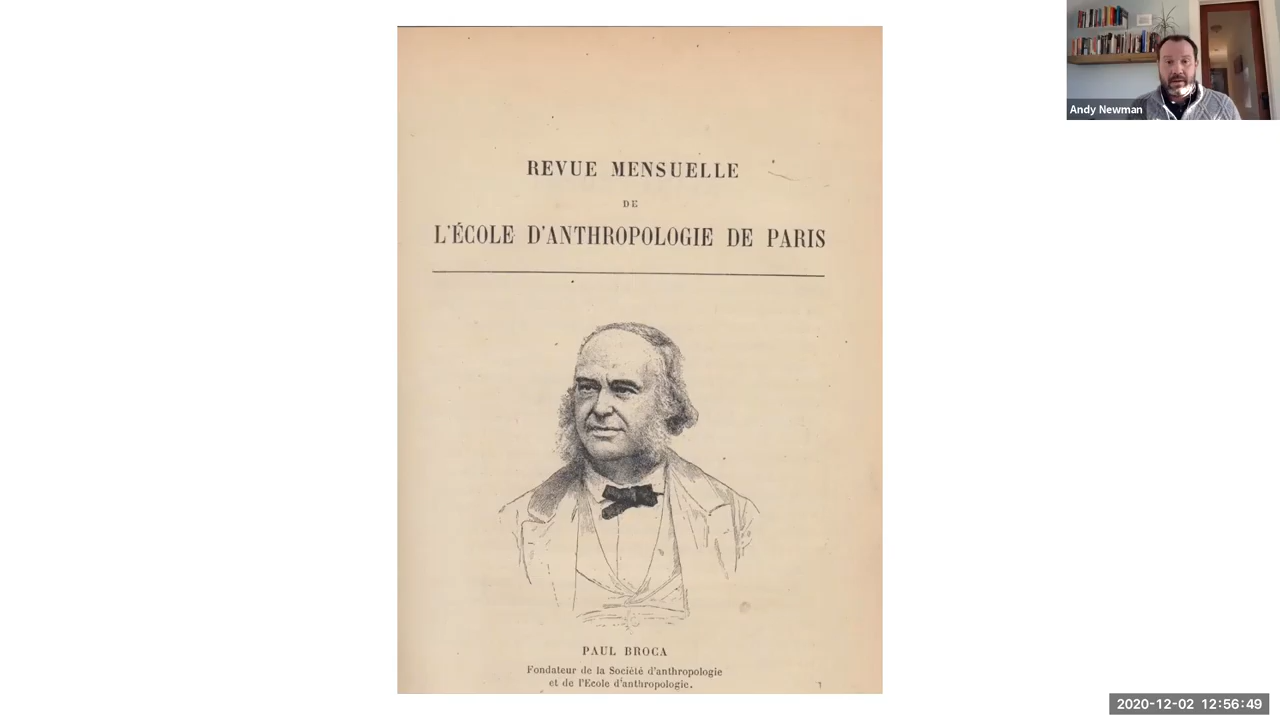 REVUE MENSUELLE
DE
L'ÉCOLE D'ANTHROPOLOGIE DE PARIS
PAUL BROCA
Fondateur de la Société d'anthropologie
et de l'Ecole d'anthropologie.
Andy Newman
2020-12-02 12:56:49